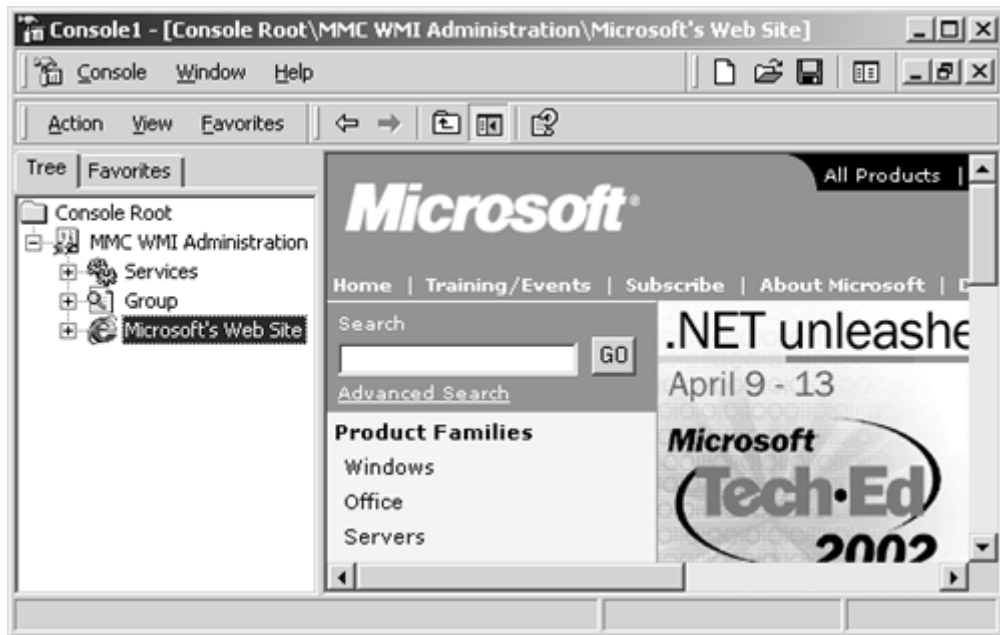 Console1 - [Console Root\MMC WMI Administration\Microsoft's Web Site]
Console Window Help
Action View Favorites
Tree Favorites
Console Root
MMC WMI Administration
Services
Group
Microsoft's Web Site
All Products |
Microsoft®
Home | Training/Events | Subscribe | About Microsoft |
Search
GO
Advanced Search
Product Families
Windows
Office
Servers
.NET unleashe
April 9 - 13
Microsoft
Tech·Ed
2002